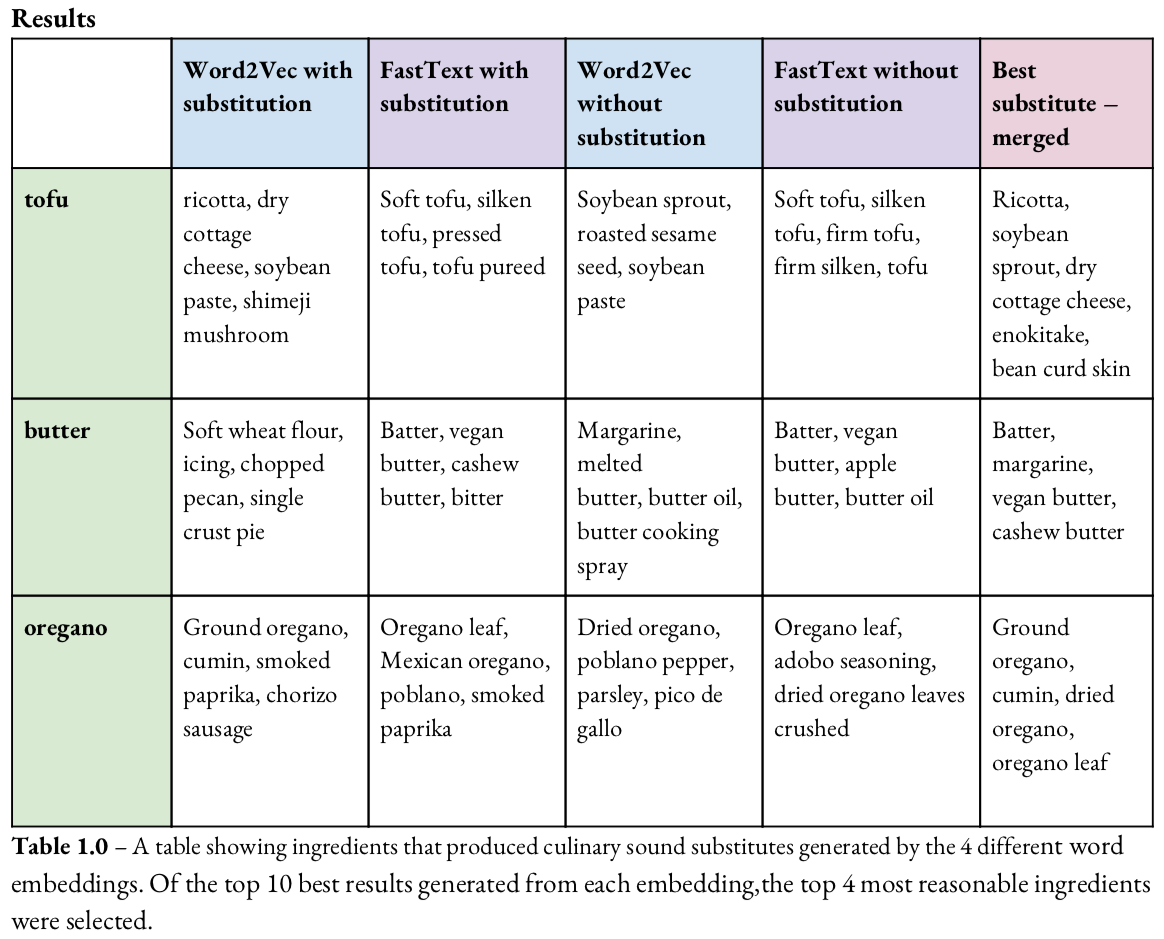 Results
Word2Vec with
substitution
FastText with
substitution
Word2Vec
without
substitution
FastText without
substitution
Best
substitute –
merged
tofu
ricotta, dry
cottage
cheese, soybean
paste, shimeji
mushroom
Soft tofu, silken
tofu, pressed
tofu, tofu pureed
Soybean sprout,
roasted sesame
seed, soybean
paste
Soft tofu, silken
tofu, firm tofu,
firm silken, tofu
Ricotta,
soybean
sprout, dry
cottage cheese,
enokitake,
bean curd skin
butter
Soft wheat flour,
icing, chopped
pecan, single
crust pie
Batter, vegan
butter, cashew
butter, bitter
Margarine,
melted
butter, butter oil,
butter cooking
spray
Batter, vegan
butter, apple
butter, butter oil
Batter,
margarine,
vegan butter,
cashew butter
oregano
Ground oregano,
cumin, smoked
paprika, chorizo
sausage
Oregano leaf,
Mexican oregano,
poblano, smoked
paprika
Dried oregano,
poblano pepper,
parsley, pico de
gallo
Oregano leaf,
adobo seasoning,
dried oregano leaves
crushed
Ground
oregano,
cumin, dried
oregano,
oregano leaf
Table 1.0 – A table showing ingredients that produced culinary sound substitutes generated by the 4 different word
embeddings. Of the top 10 best results generated from each embedding,the top 4 most reasonable ingredients
were selected.